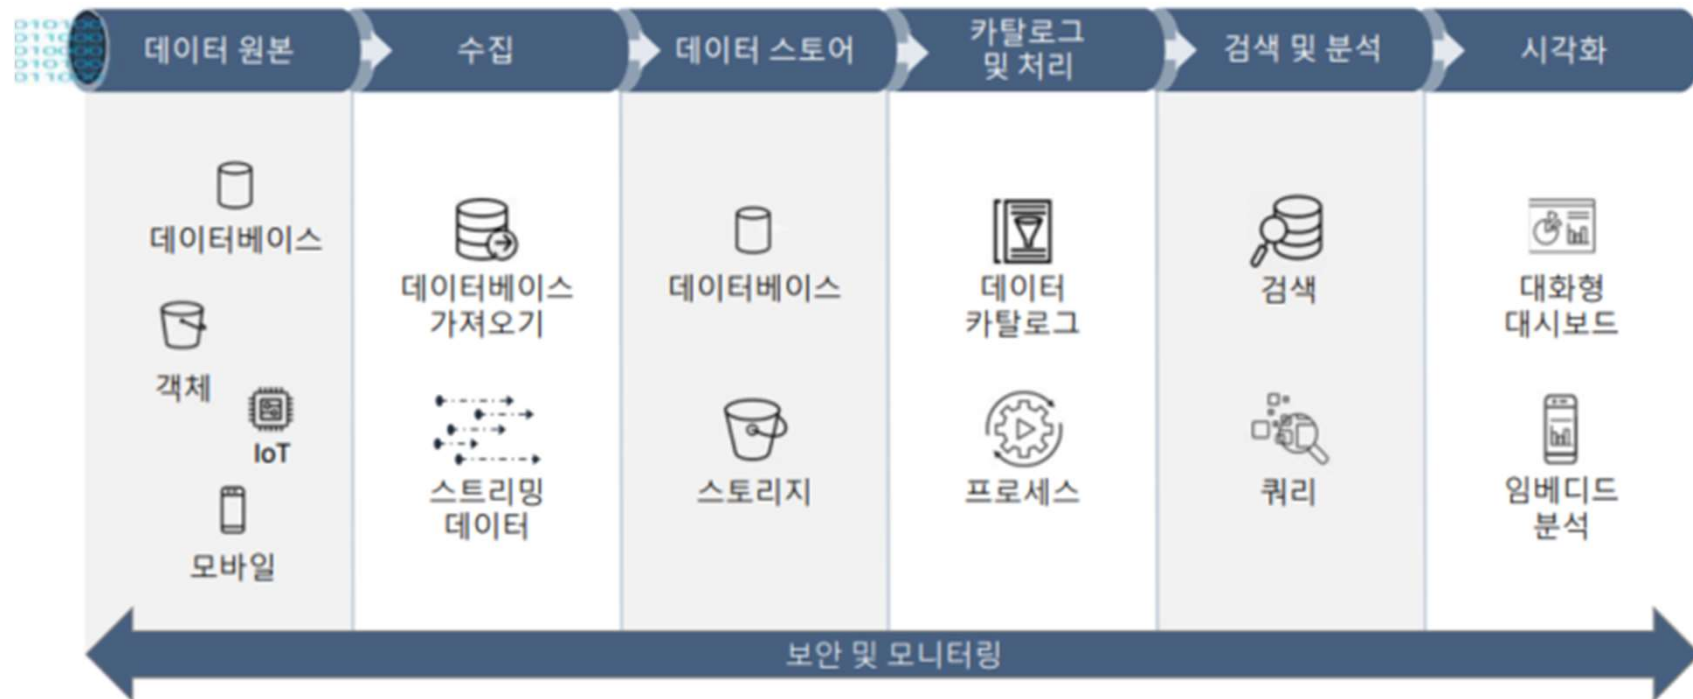 데이터 원본
수집
데이터 스토어
카탈로그
및 처리
검색 및 분석
시각화
데이터베이스
객체
IoT
모바일
데이터베이스
가져오기
스트리밍
데이터
데이터베이스
스토리지
데이터
카탈로그
프로세스
검색
쿼리
대화형
대시보드
임베디드
분석
보안 및 모니터링